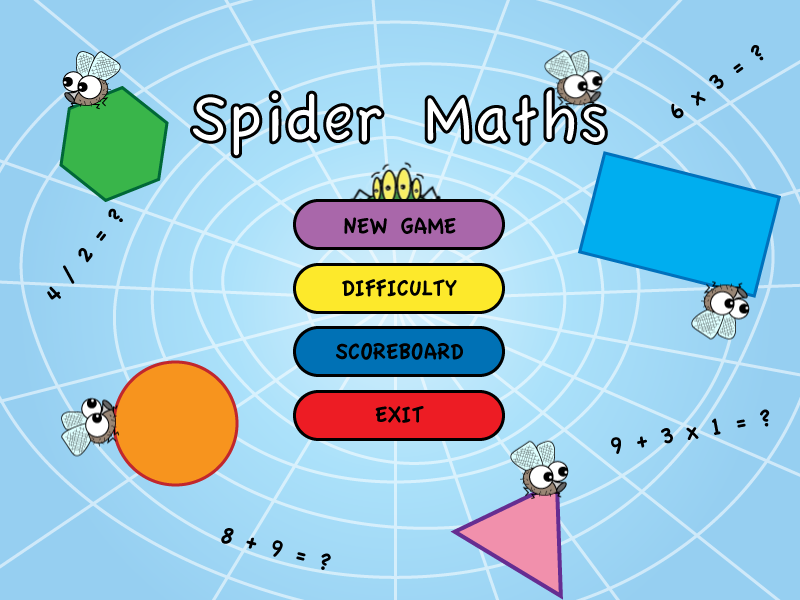 Spider Maths
6 x 3 = ?
4 / 2 = ?
NEW GAME
DIFFICULTY
SCOREBOARD
EXIT
9 + 3 x 1 = ?
8 + 9 = ?